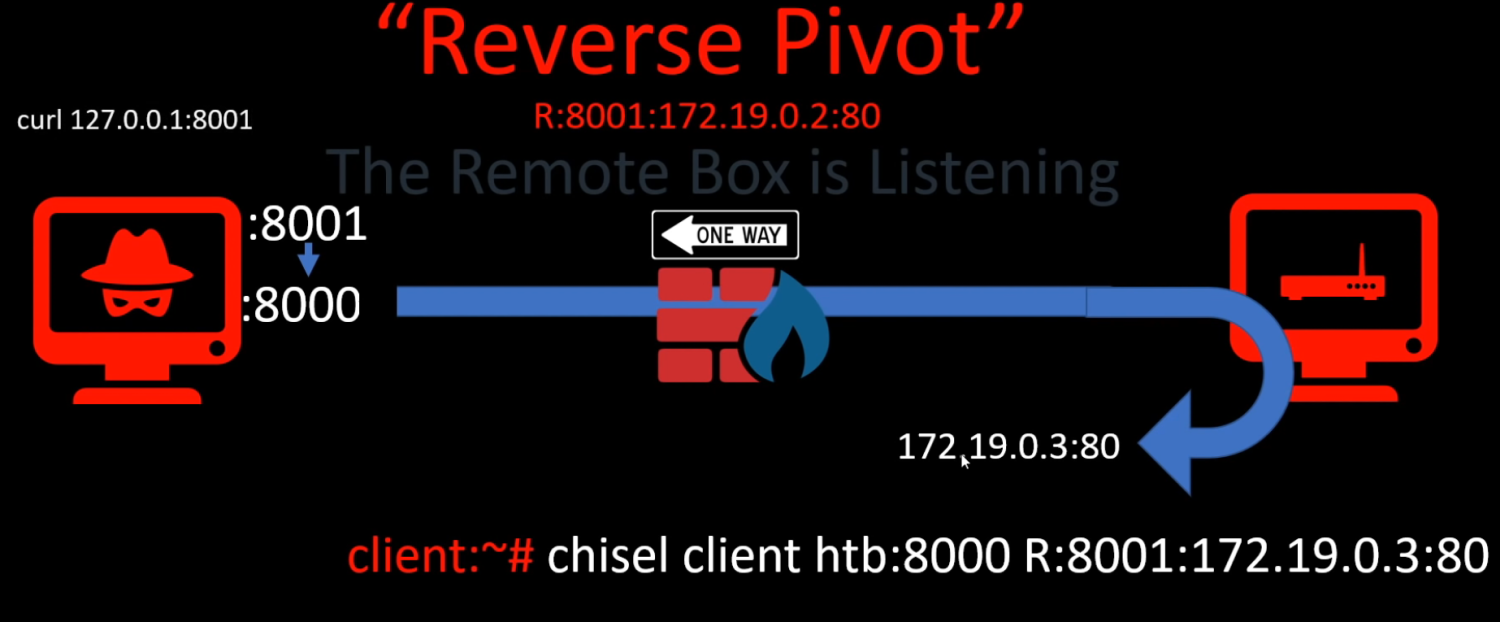 “Reverse Pivot”
curl 127.0.0.1:8001
R:8001:172.19.0.2:80
The Remote Box is Listening
:8001
ONE WAY
:8000
172.19.0.3:80
client:~# chisel client htb:8000 R:8001:172.19.0.3:80